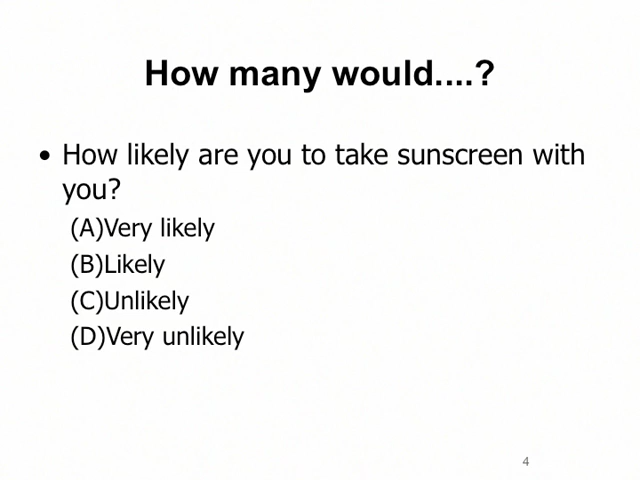 How many would....?
• How likely are you to take sunscreen with
you?
(A)Very likely
(B)Likely
(C)Unlikely
(D)Very unlikely
4